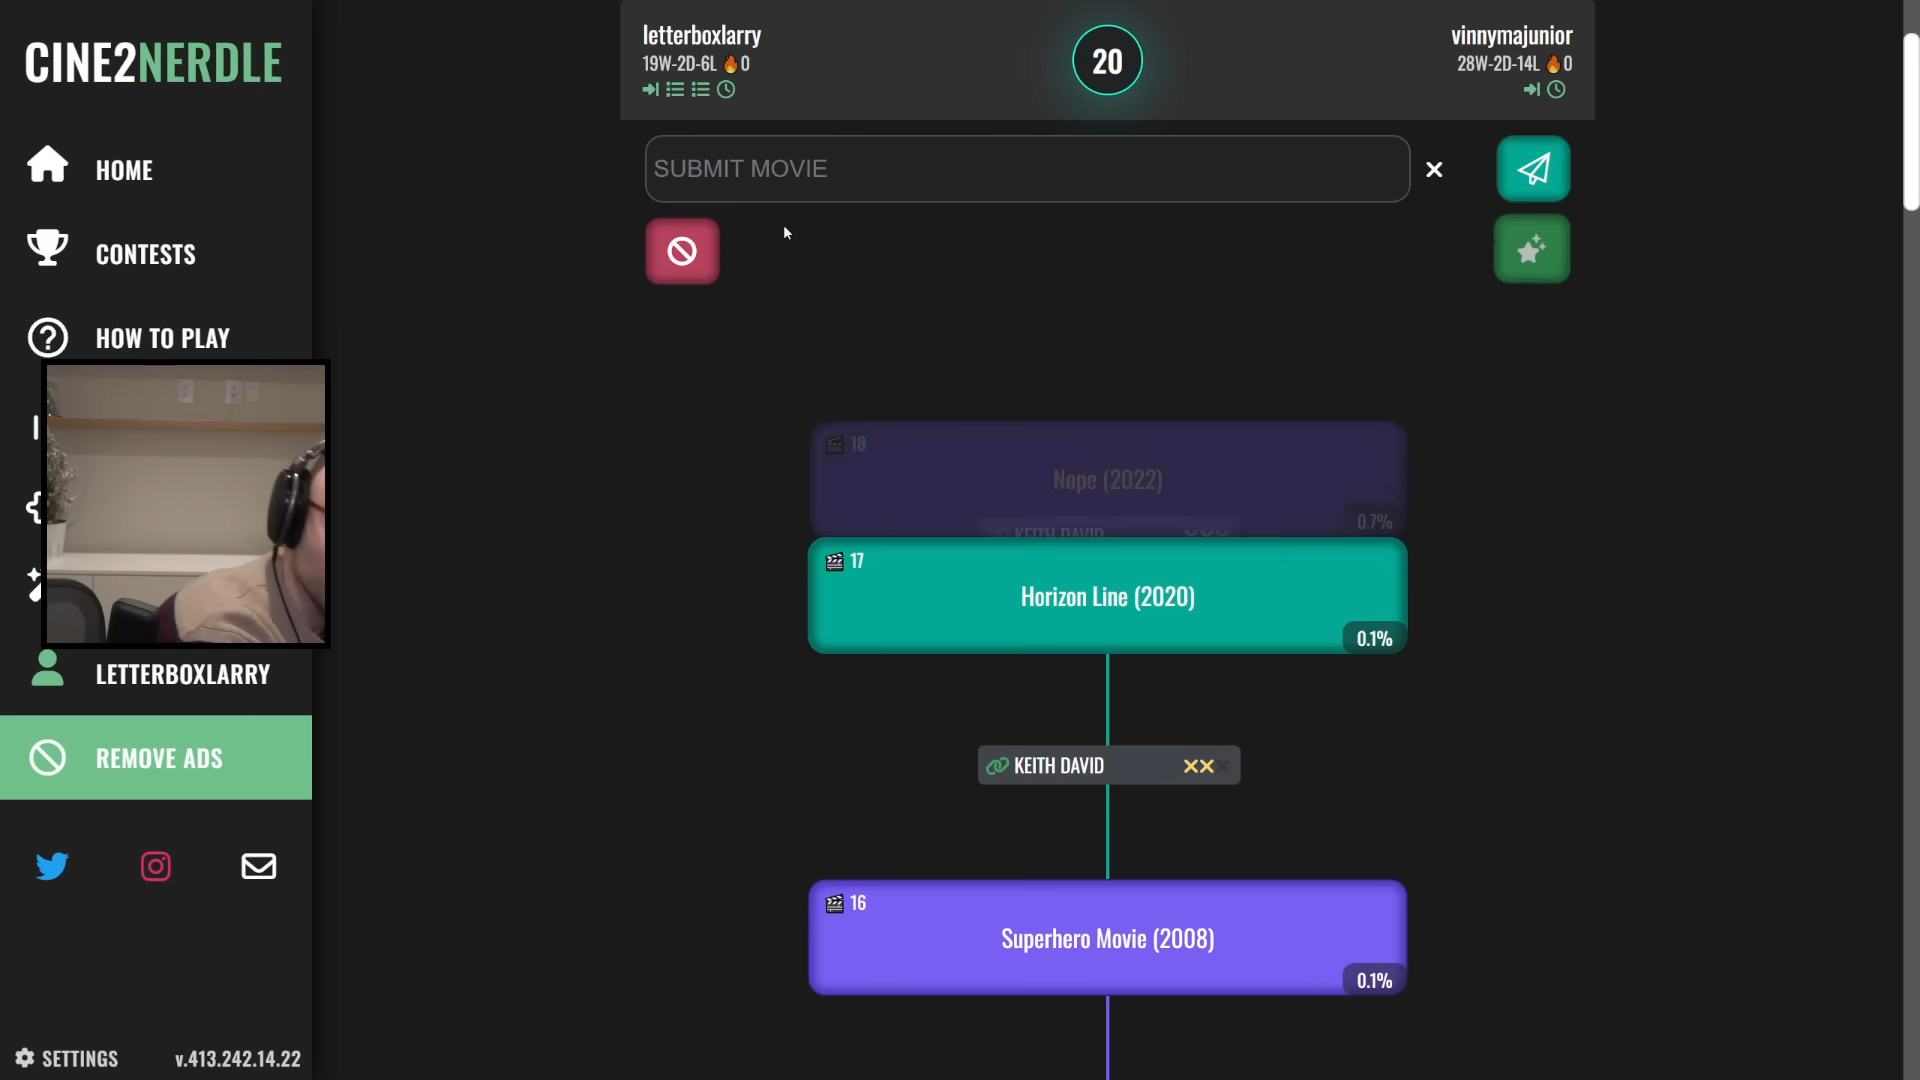 CINE2NERDLE
HOME
CONTESTS
HOW TO PLAY
LETTERBOXLARRY
REMOVE ADS
SETTINGS
v.413.242.14.22
letterboxlarry
19W-2D-6L 🔥0
20
vinnymajunior
28W-2D-14L 🔥0
SUBMIT MOVIE
18
Nope (2022)
0.7%
KEITH DAVID
17
Horizon Line (2020)
0.1%
KEITH DAVID
16
Superhero Movie (2008)
0.1%